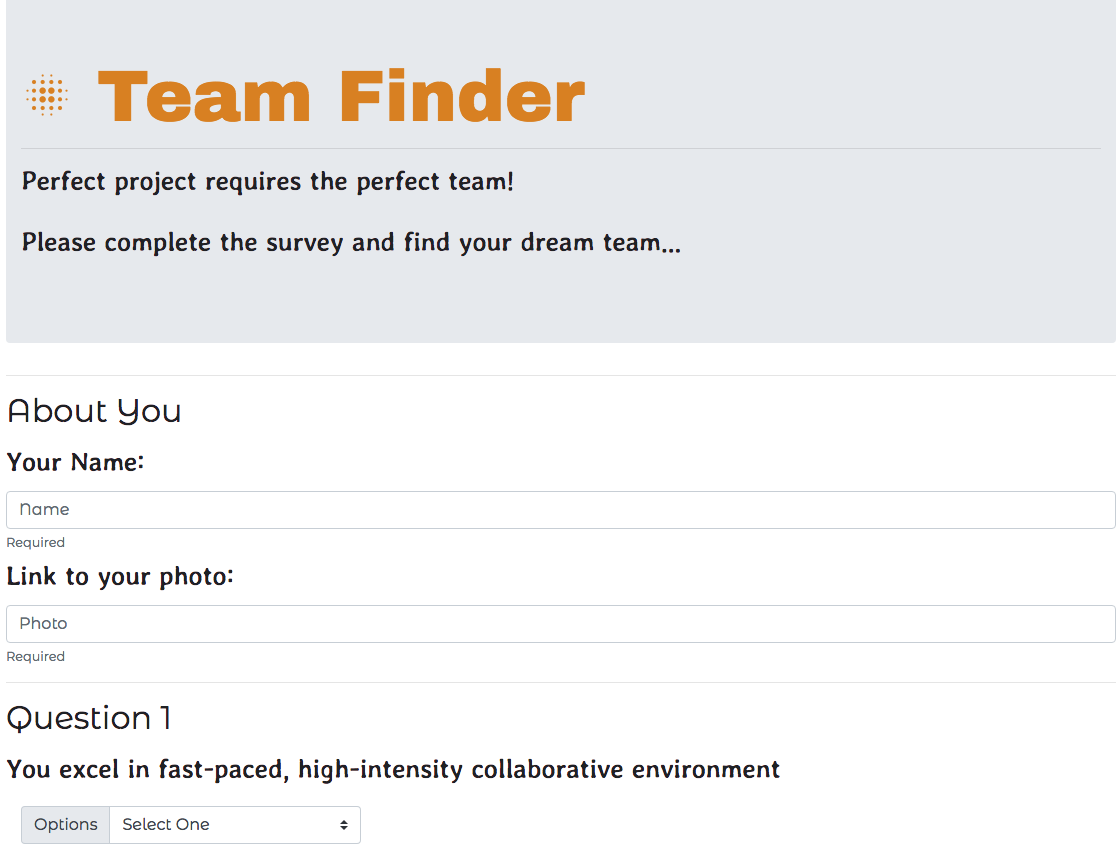 Team Finder
Perfect project requires the perfect team!
Please complete the survey and find your dream team...
About You
Your Name:
Name
Required
Link to your photo:
Photo
Required
Question 1
You excel in fast-paced, high-intensity collaborative environment
Options Select One